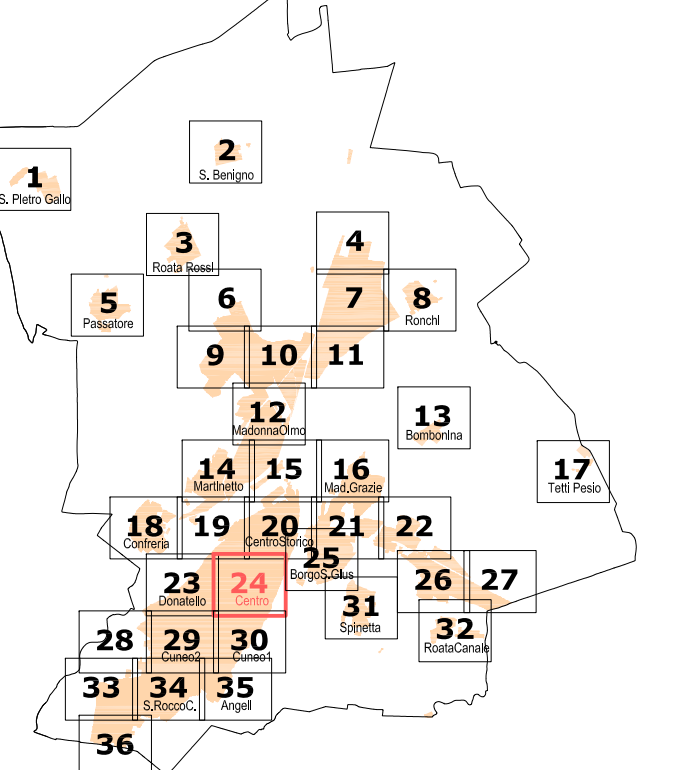 2
S. Benigno
1
S. Pietro Gallo
3
Roata Rossi
4
5
Passatore
6
7
8
Ronchi
9
10
11
12
MadonnaOlmo
13
BombonIna
14
Martinetto
15
16
Mad.Grazie
17
Tetti Pesio
18
Confreria
19
20
CentroStorico
21
22
25
BorgoS.Gius
23
Donatello
24
Centro
26
27
31
Spinetta
32
RoataCanale
28
29
Cuneo2
30
Cuneo1
33
34
S.RoccoC.
35
Angeli
36